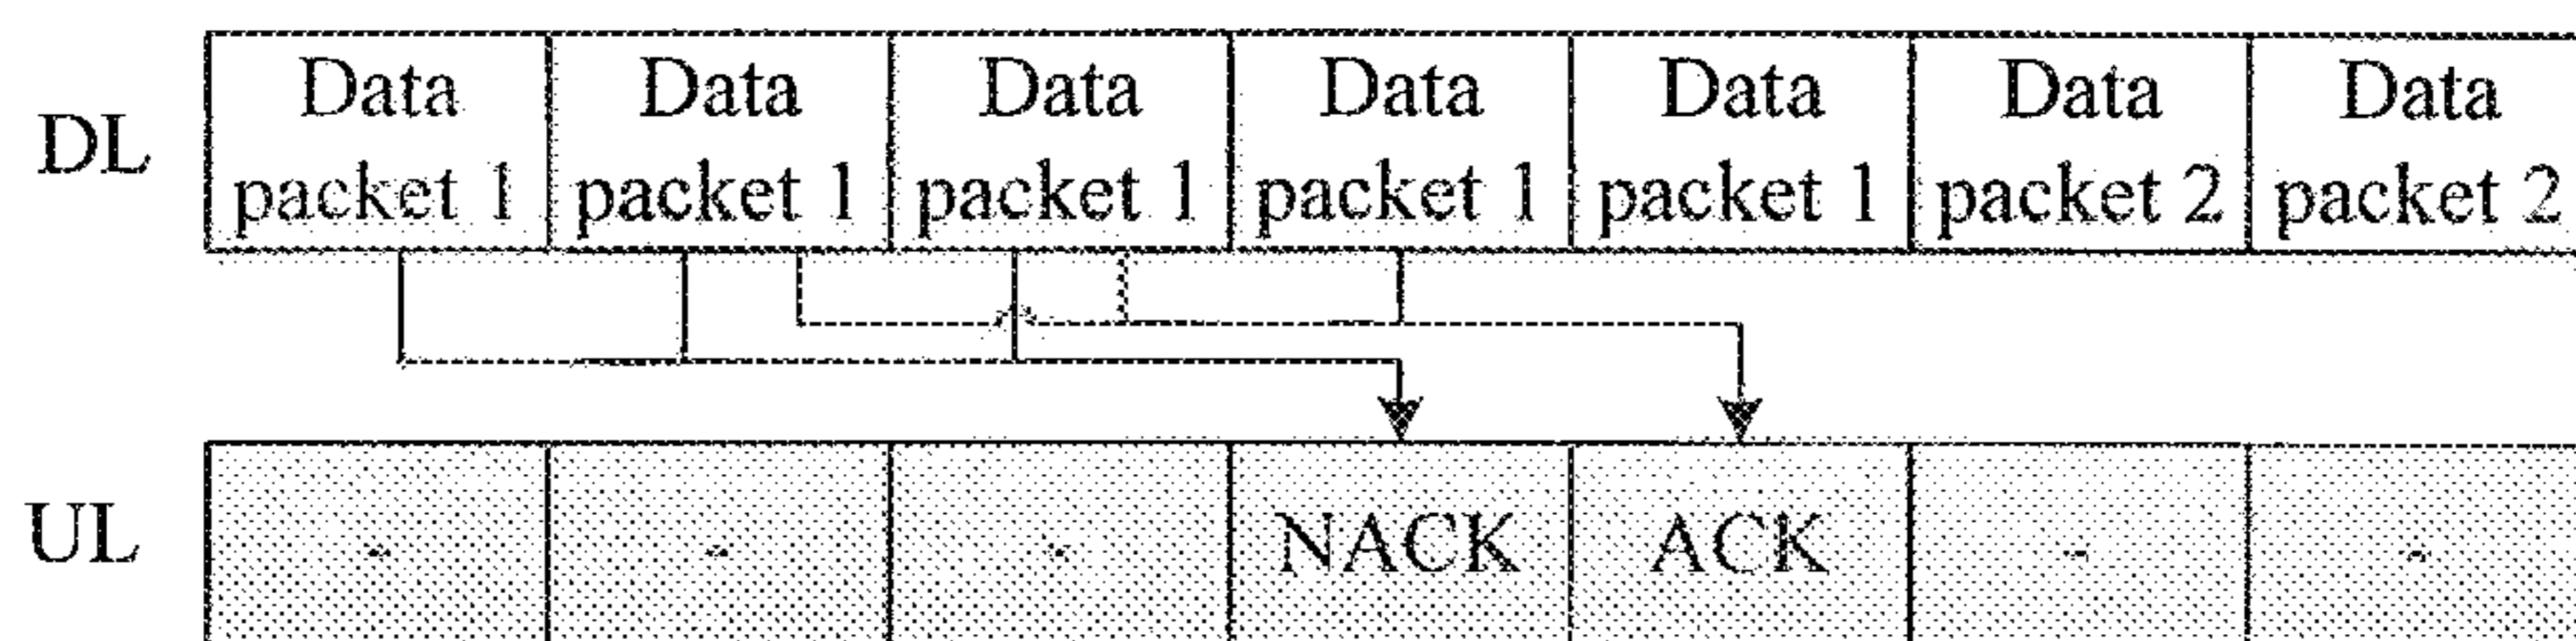 DL
Data packet 1
Data packet 1
Data packet 1
Data packet 1
Data packet 1
Data packet 2
Data packet 2
UL
-
-
-
NACK
ACK
-
-